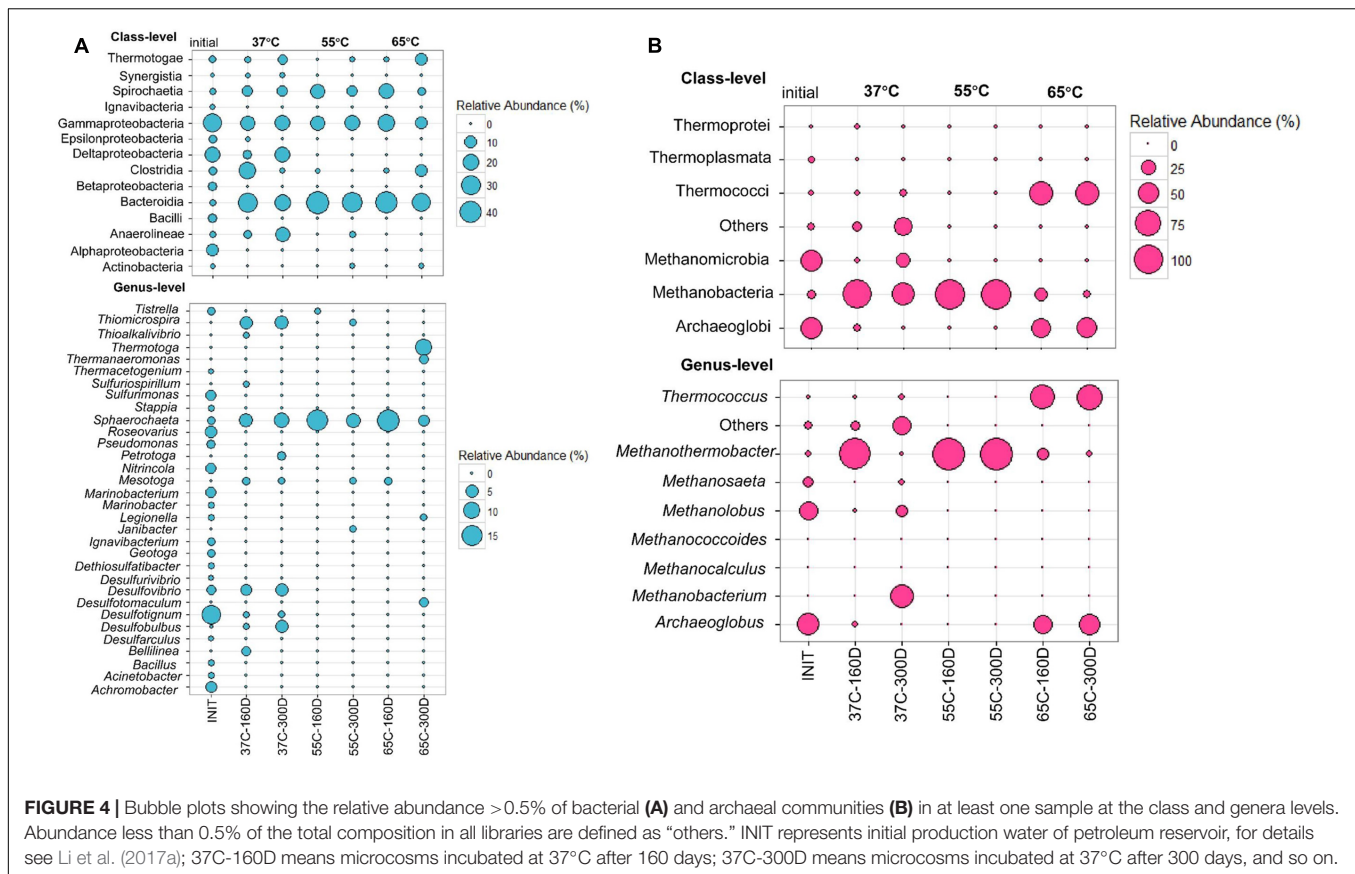 A
Class-level
initial 37°C 55°C 65°C
Thermotogae
Synergistia
Spirochaetia
Ignavibacteria
Gammaproteobacteria
Epsilonproteobacteria
Deltaproteobacteria
Clostridia
Betaproteobacteria
Bacteroidia
Bacilli
Anaerolineae
Alphaproteobacteria
Actinobacteria
Relative Abundance (%)
0
10
20
30
40
Genus-level
Tistrella
Thiomicrospira
Thioalkalivibrio
Thermotoga
Thermanaeromonas
Thermacetogenium
Sulfuriospirillum
Sulfurimonas
Stappia
Sphaerochaeta
Roseovarius
Pseudomonas
Petrotoga
Nitrincola
Mesotoga
Marinobacterium
Marinobacter
Legionella
Janibacter
Ignavibacterium
Geotoga
Dethiosulfatibacter
Desulfurivibrio
Desulfovibrio
Desulfotomaculum
Desulfotignum
Desulfobulbus
Desulfarculus
Bellilinea
Bacillus
Acinetobacter
Achromobacter
Relative Abundance (%)
0
5
10
15
INIT
37C-160D
37C-300D
55C-160D
55C-300D
65C-160D
65C-300D
B
Class-level
initial 37°C 55°C 65°C
Thermoprotei
Thermoplasmata
Thermococci
Others
Methanomicrobia
Methanobacteria
Archaeoglobi
Relative Abundance (%)
0
25
50
75
100
Genus-level
Thermococcus
Others
Methanothermobacter
Methanosaeta
Methanolobus
Methanococcoides
Methanocalculus
Methanobacterium
Archaeoglobus
INIT
37C-160D
37C-300D
55C-160D
55C-300D
65C-160D
65C-300D
FIGURE 4 | Bubble plots showing the relative abundance >0.5% of bacterial (A) and archaeal communities (B) in at least one sample at the class and genera levels.
Abundance less than 0.5% of the total composition in all libraries are defined as “others.” INIT represents initial production water of petroleum reservoir, for details
see Li et al. (2017a); 37C-160D means microcosms incubated at 37°C after 160 days; 37C-300D means microcosms incubated at 37°C after 300 days, and so on.